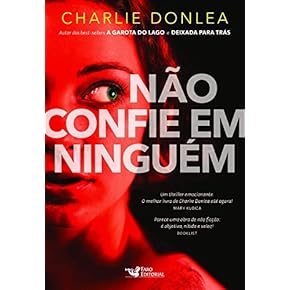 CHARLIE DONLEA
Autor dos best-sellers A GAROTA DO LAGO e DEIXADA PARA TRÁS
NÃO
CONFIE EM
NINGUÉM
Um thriller emocionante.
O melhor livro de Charlie Donlea até agora!
MARY KUBICA
Parece uma obra de não ficção:
é objetiva, nítida e veloz!
BOOKLIST
FARO EDITORIAL